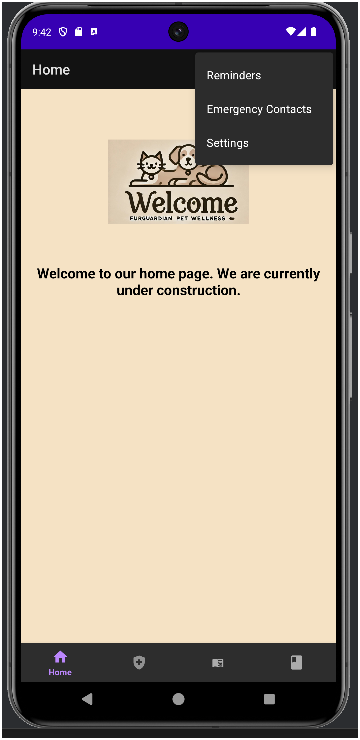 9:42
Home
Reminders
Emergency Contacts
Settings
Welcome
FURGUARDIAN PET WELLNESS
Welcome to our home page. We are currently
under construction.
Home